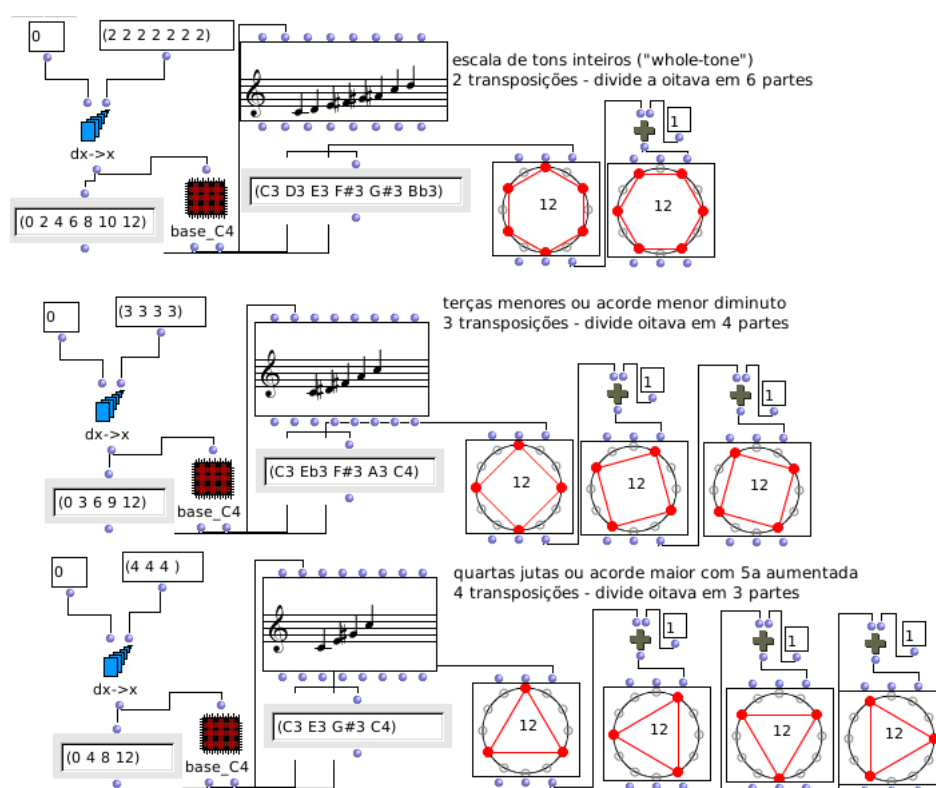 0
(2 2 2 2 2 2 2)
escala de tons inteiros ("whole-tone")
2 transposições - divide a oitava em 6 partes
1
dx->x
(C3 D3 E3 F#3 G#3 Bb3)
12
12
(0 2 4 6 8 10 12)
base_C4
0
(3 3 3 3)
terças menores ou acorde menor diminuto
3 transposições - divide oitava em 4 partes
1
1
dx->x
(C3 Eb3 F#3 A3 C4)
12
12
12
(0 3 6 9 12)
base_C4
0
(4 4 4 )
quartas jutas ou acorde maior com 5a aumentada
4 transposições - divide oitava em 3 partes
1
1
1
dx->x
(C3 E3 G#3 C4)
12
12
12
12
(0 4 8 12)
base_C4